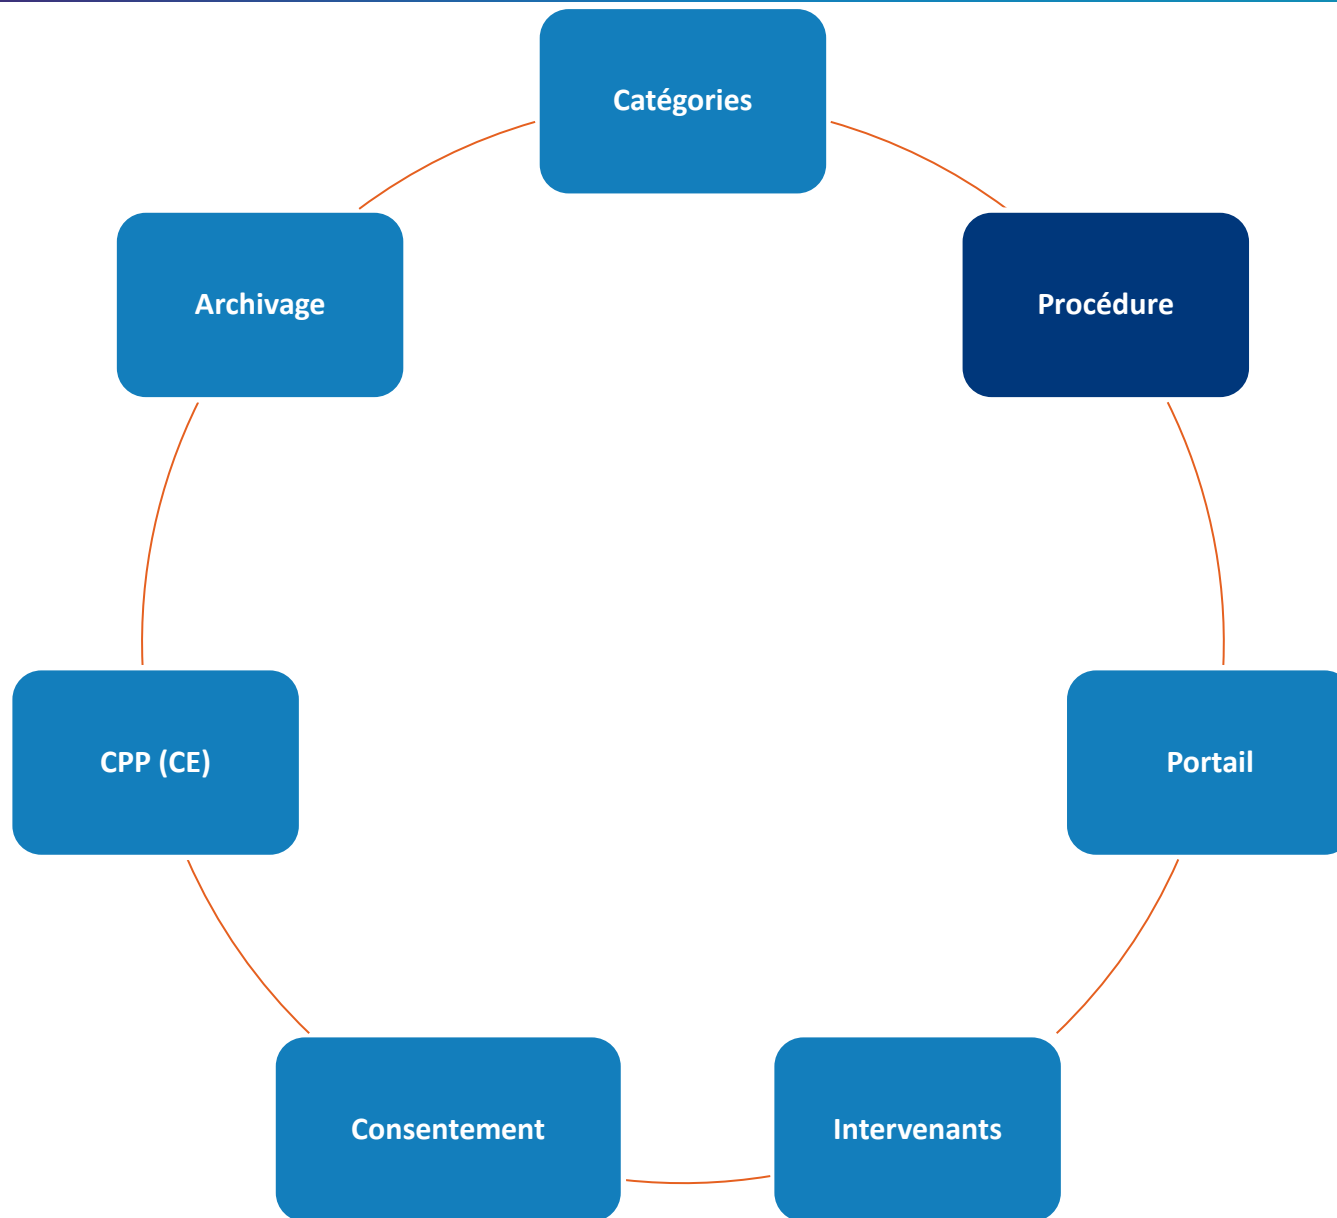 Catégories
Procédure
Portail
Intervenants
Consentement
CPP (CE)
Archivage